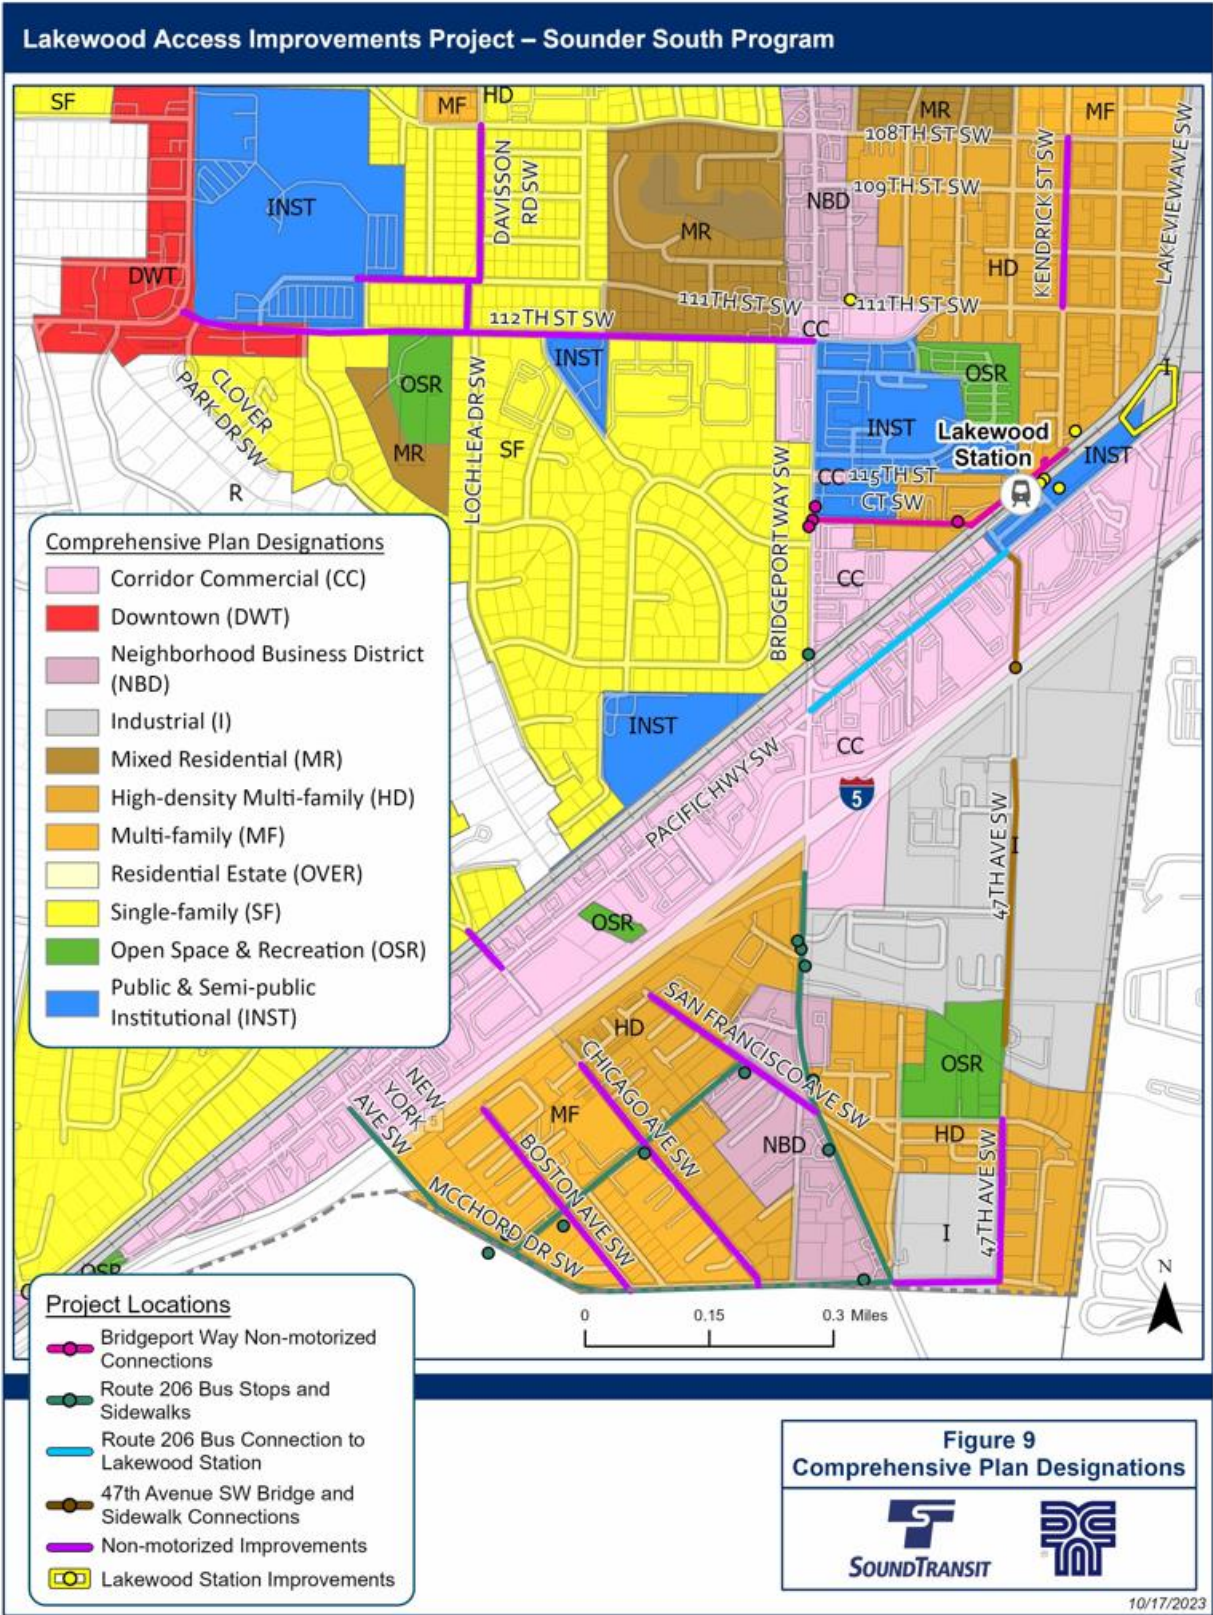 Lakewood Access Improvements Project – Sounder South Program
SF
MF
HD
MR
MF
108TH ST SW
DAVISSON
RD SW
KENDRICK ST SW
LAKEVIEW AVE SW
109TH ST SW
NBD
INST
MR
HD
DWT
111TH ST SW
111TH ST SW
112TH ST SW
CC
CLOVER
PARK DR SW
OSR
LOCH LEA DR SW
INST
OSR
I
MR
SF
INST
Lakewood
Station
INST
R
BRIDGEPORT WAY SW
CC
115TH ST
CT SW
CC
INST
CC
PACIFIC HWY SW
5
47TH AVE SW
I
OSR
SAN FRANCISCO AVE SW
HD
CHICAGO AVE SW
OSR
NEW
YORK
AVE SW
5
MF
BOSTON AVE SW
NBD
HD
47TH AVE SW
MCCHORD DR SW
I
OSR
N
0 0.15 0.3 Miles
Comprehensive Plan Designations
Corridor Commercial (CC)
Downtown (DWT)
Neighborhood Business District
(NBD)
Industrial (I)
Mixed Residential (MR)
High-density Multi-family (HD)
Multi-family (MF)
Residential Estate (OVER)
Single-family (SF)
Open Space & Recreation (OSR)
Public & Semi-public
Institutional (INST)
Project Locations
Bridgeport Way Non-motorized
Connections
Route 206 Bus Stops and
Sidewalks
Route 206 Bus Connection to
Lakewood Station
47th Avenue SW Bridge and
Sidewalk Connections
Non-motorized Improvements
Lakewood Station Improvements
Figure 9
Comprehensive Plan Designations
SOUNDTRANSIT
10/17/2023